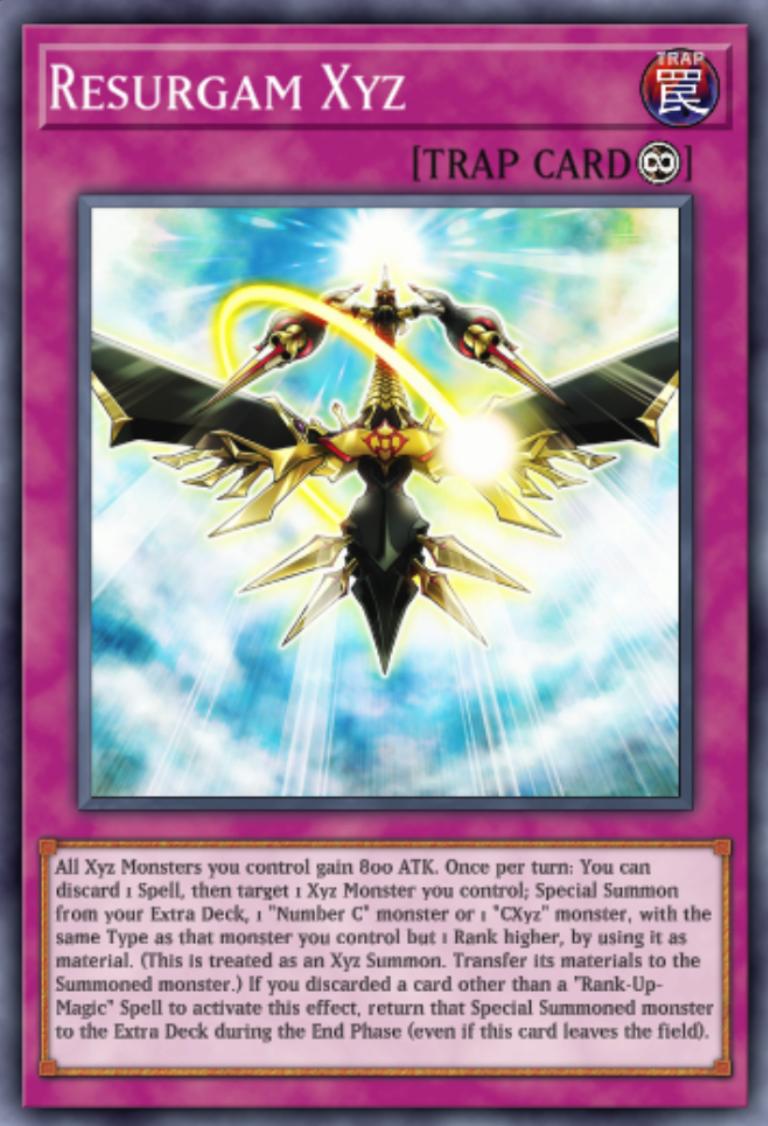 Resurgam Xyz
TRAP
罠
[TRAP CARD∞]
All Xyz Monsters you control gain 800 ATK. Once per turn: You can
discard 1 Spell, then target 1 Xyz Monster you control; Special Summon
from your Extra Deck, 1 "Number C" monster or 1 "CXyz" monster, with the
same Type as that monster you control but 1 Rank higher, by using it as
material. (This is treated as an Xyz Summon. Transfer its materials to the
Summoned monster.) If you discarded a card other than a "Rank-Up-
Magic" Spell to activate this effect, return that Special Summoned monster
to the Extra Deck during the End Phase (even if this card leaves the field).